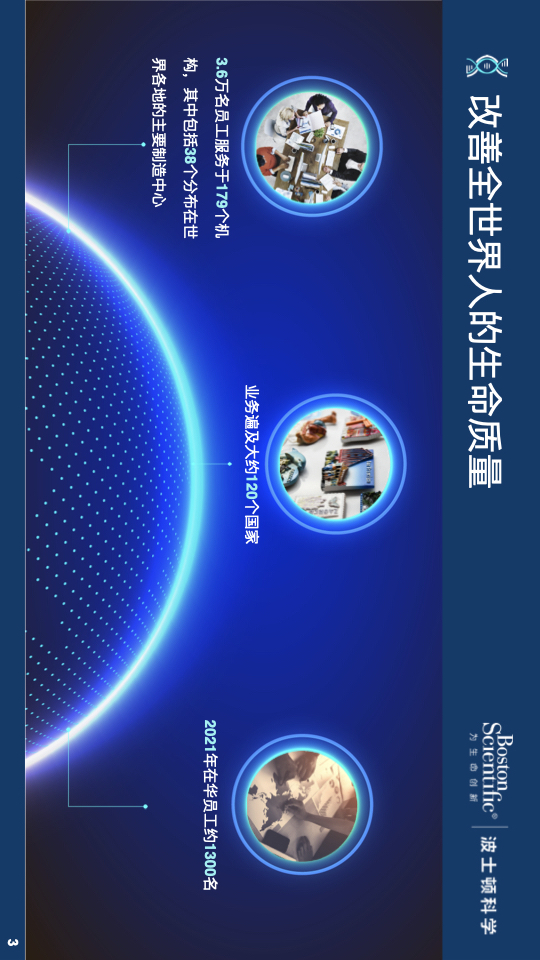 改善全世界人的生命质量
Boston
Scientific®
为生命创新
波士顿科学
3.6万名员工服务于179个机
构，其中包括38个分布在世
界各地的主要制造中心
业务遍及大约120个国家
2021年在华员工约1300名
3